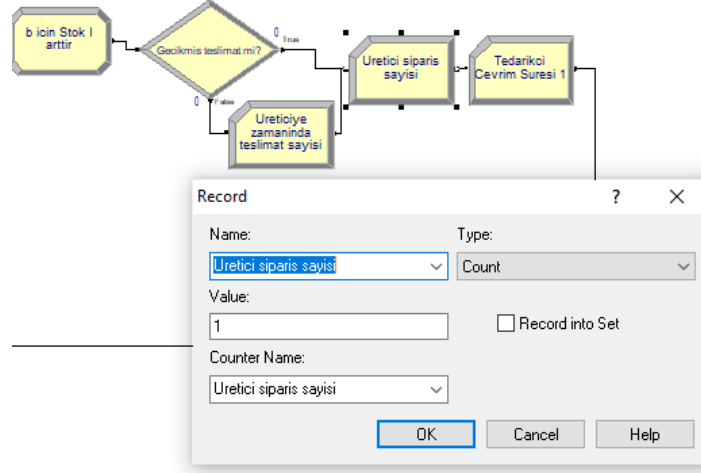 b icin Stok I
arttir
Gecikmis teslimat mi?
0
True
0
False
Ureticiye
zamaninda
teslimat sayisi
Uretici siparis
sayisi
Tedarikci
Cevrim Suresi 1
Record
?
Name:
Type:
Uretici siparis sayisi
Count
Value:
1
Record into Set
Counter Name:
Uretici siparis sayisi
OK
Cancel
Help